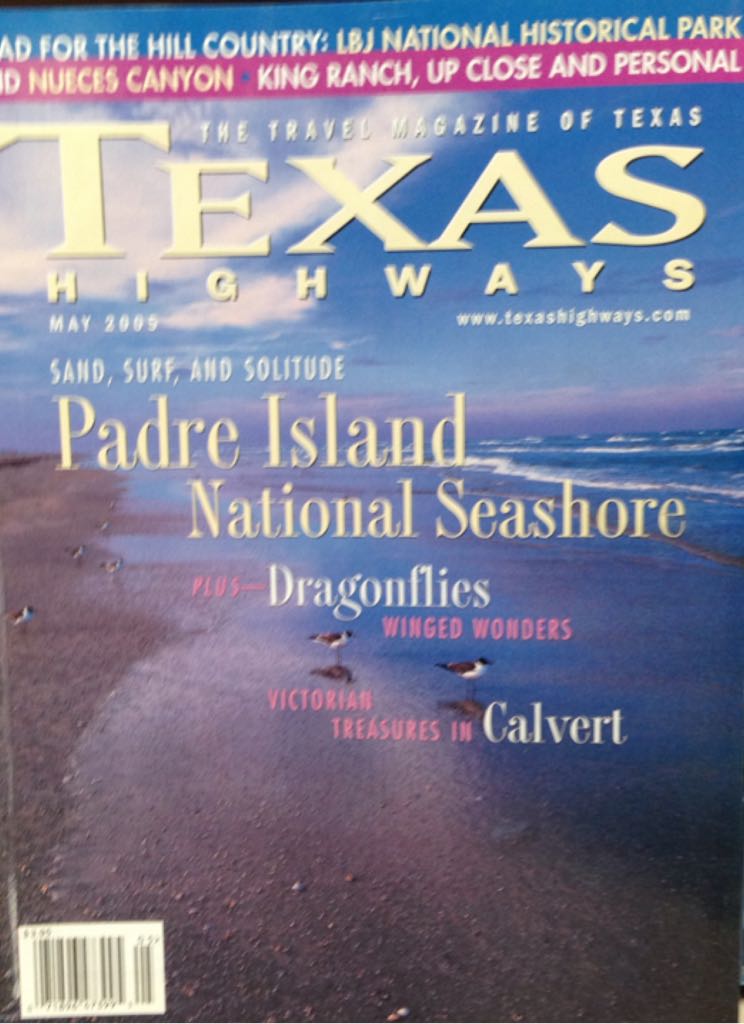 AD FOR THE HILL COUNTRY: LBJ NATIONAL HISTORICAL PARK
D NUECES CANYON • KING RANCH, UP CLOSE AND PERSONAL
THE TRAVEL MAGAZINE OF TEXAS
TEXAS
HIGHWAYS
MAY 2005 www.texashighways.com
SAND, SURF, AND SOLITUDE
Padre Island
National Seashore
PLUS—Dragonflies
WINGED WONDERS
VICTORIAN
TREASURES IN Calvert